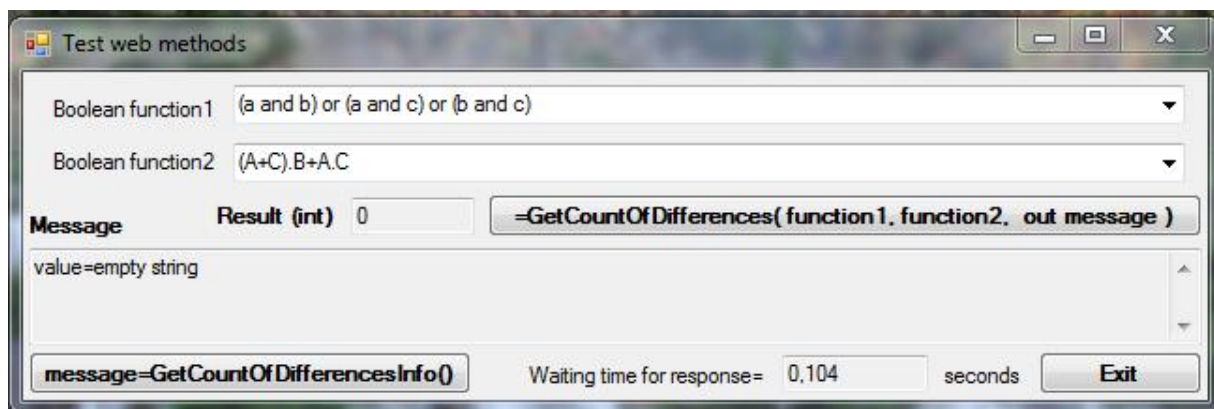 Test web methods
Boolean function1 (a and b) or (a and c) or (b and c)
Boolean function2 (A+C).B+A.C
Message Result (int) 0 =GetCountOfDifferences( function1, function2, out message )
value=empty string
message=GetCountOfDifferencesInfo() Waiting time for response= 0,104 seconds Exit